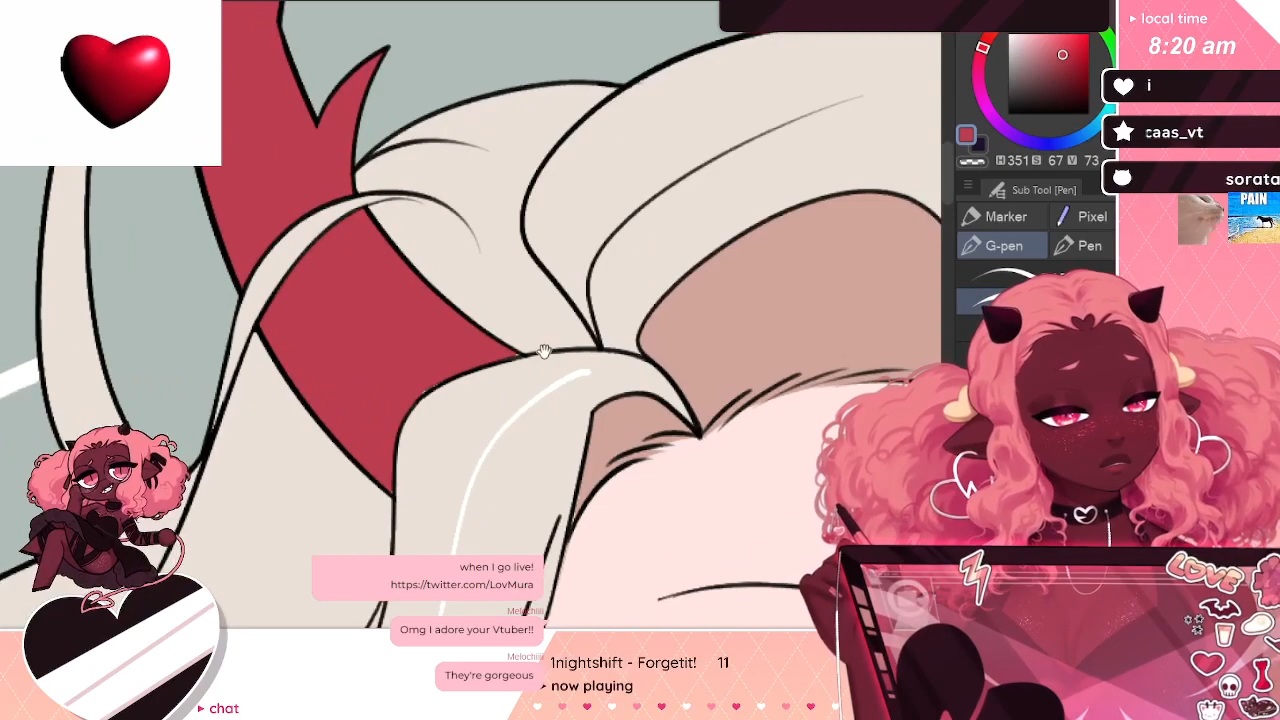 ▸ local time
8:20 am
i
caas_vt
sorata
PAIN
H 351 S 67 V 73
Sub Tool [Pen]
Marker
Pixel
G-pen
Pen
when I go live!
https://twitter.com/LovMura
Melochiiii
Omg I adore your Vtuber!!
Melochiiii
They're gorgeous
▸ chat
1nightshift - Forgetit! 11
▸ now playing
LOVE